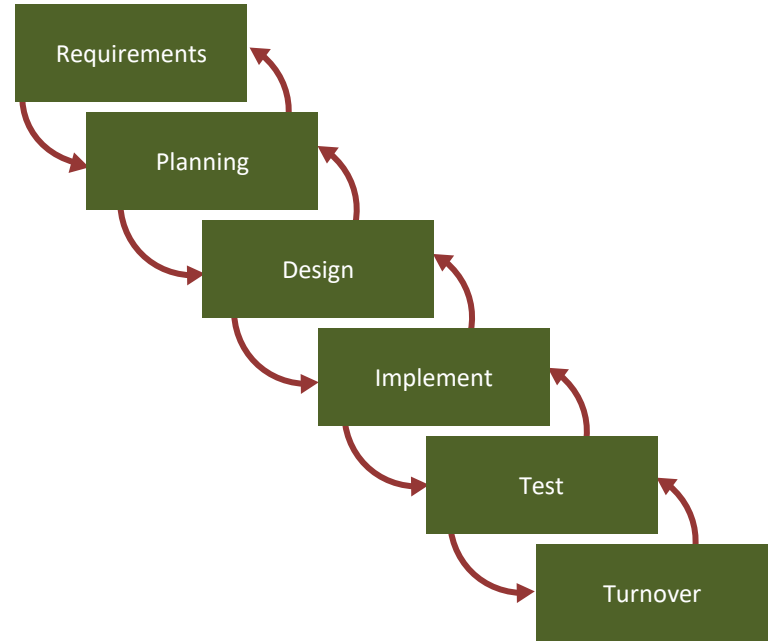 Requirements
Planning
Design
Implement
Test
Turnover